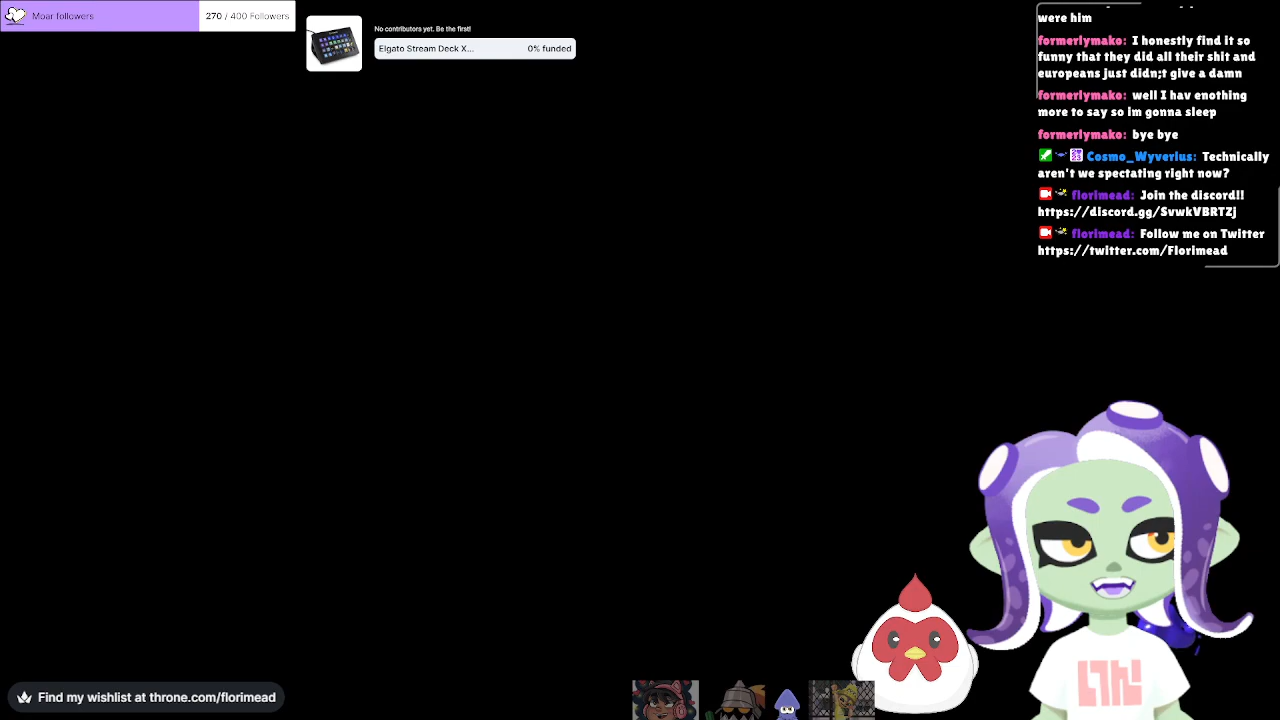 Moar followers
270 / 400 Followers
No contributors yet. Be the first!
Elgato Stream Deck X... 0% funded
were him
formerlymako: I honestly find it so
funny that they did all their shit and
europeans just didn;t give a damn
formerlymako: well I hav enothing
more to say so im gonna sleep
formerlymako: bye bye
Cosmo_Wyverius: Technically
aren't we spectating right now?
florimead: Join the discord!!
https://discord.gg/SvwkVBRTZJ
florimead: Follow me on Twitter
https://twitter.com/Florimead
Find my wishlist at throne.com/florimead